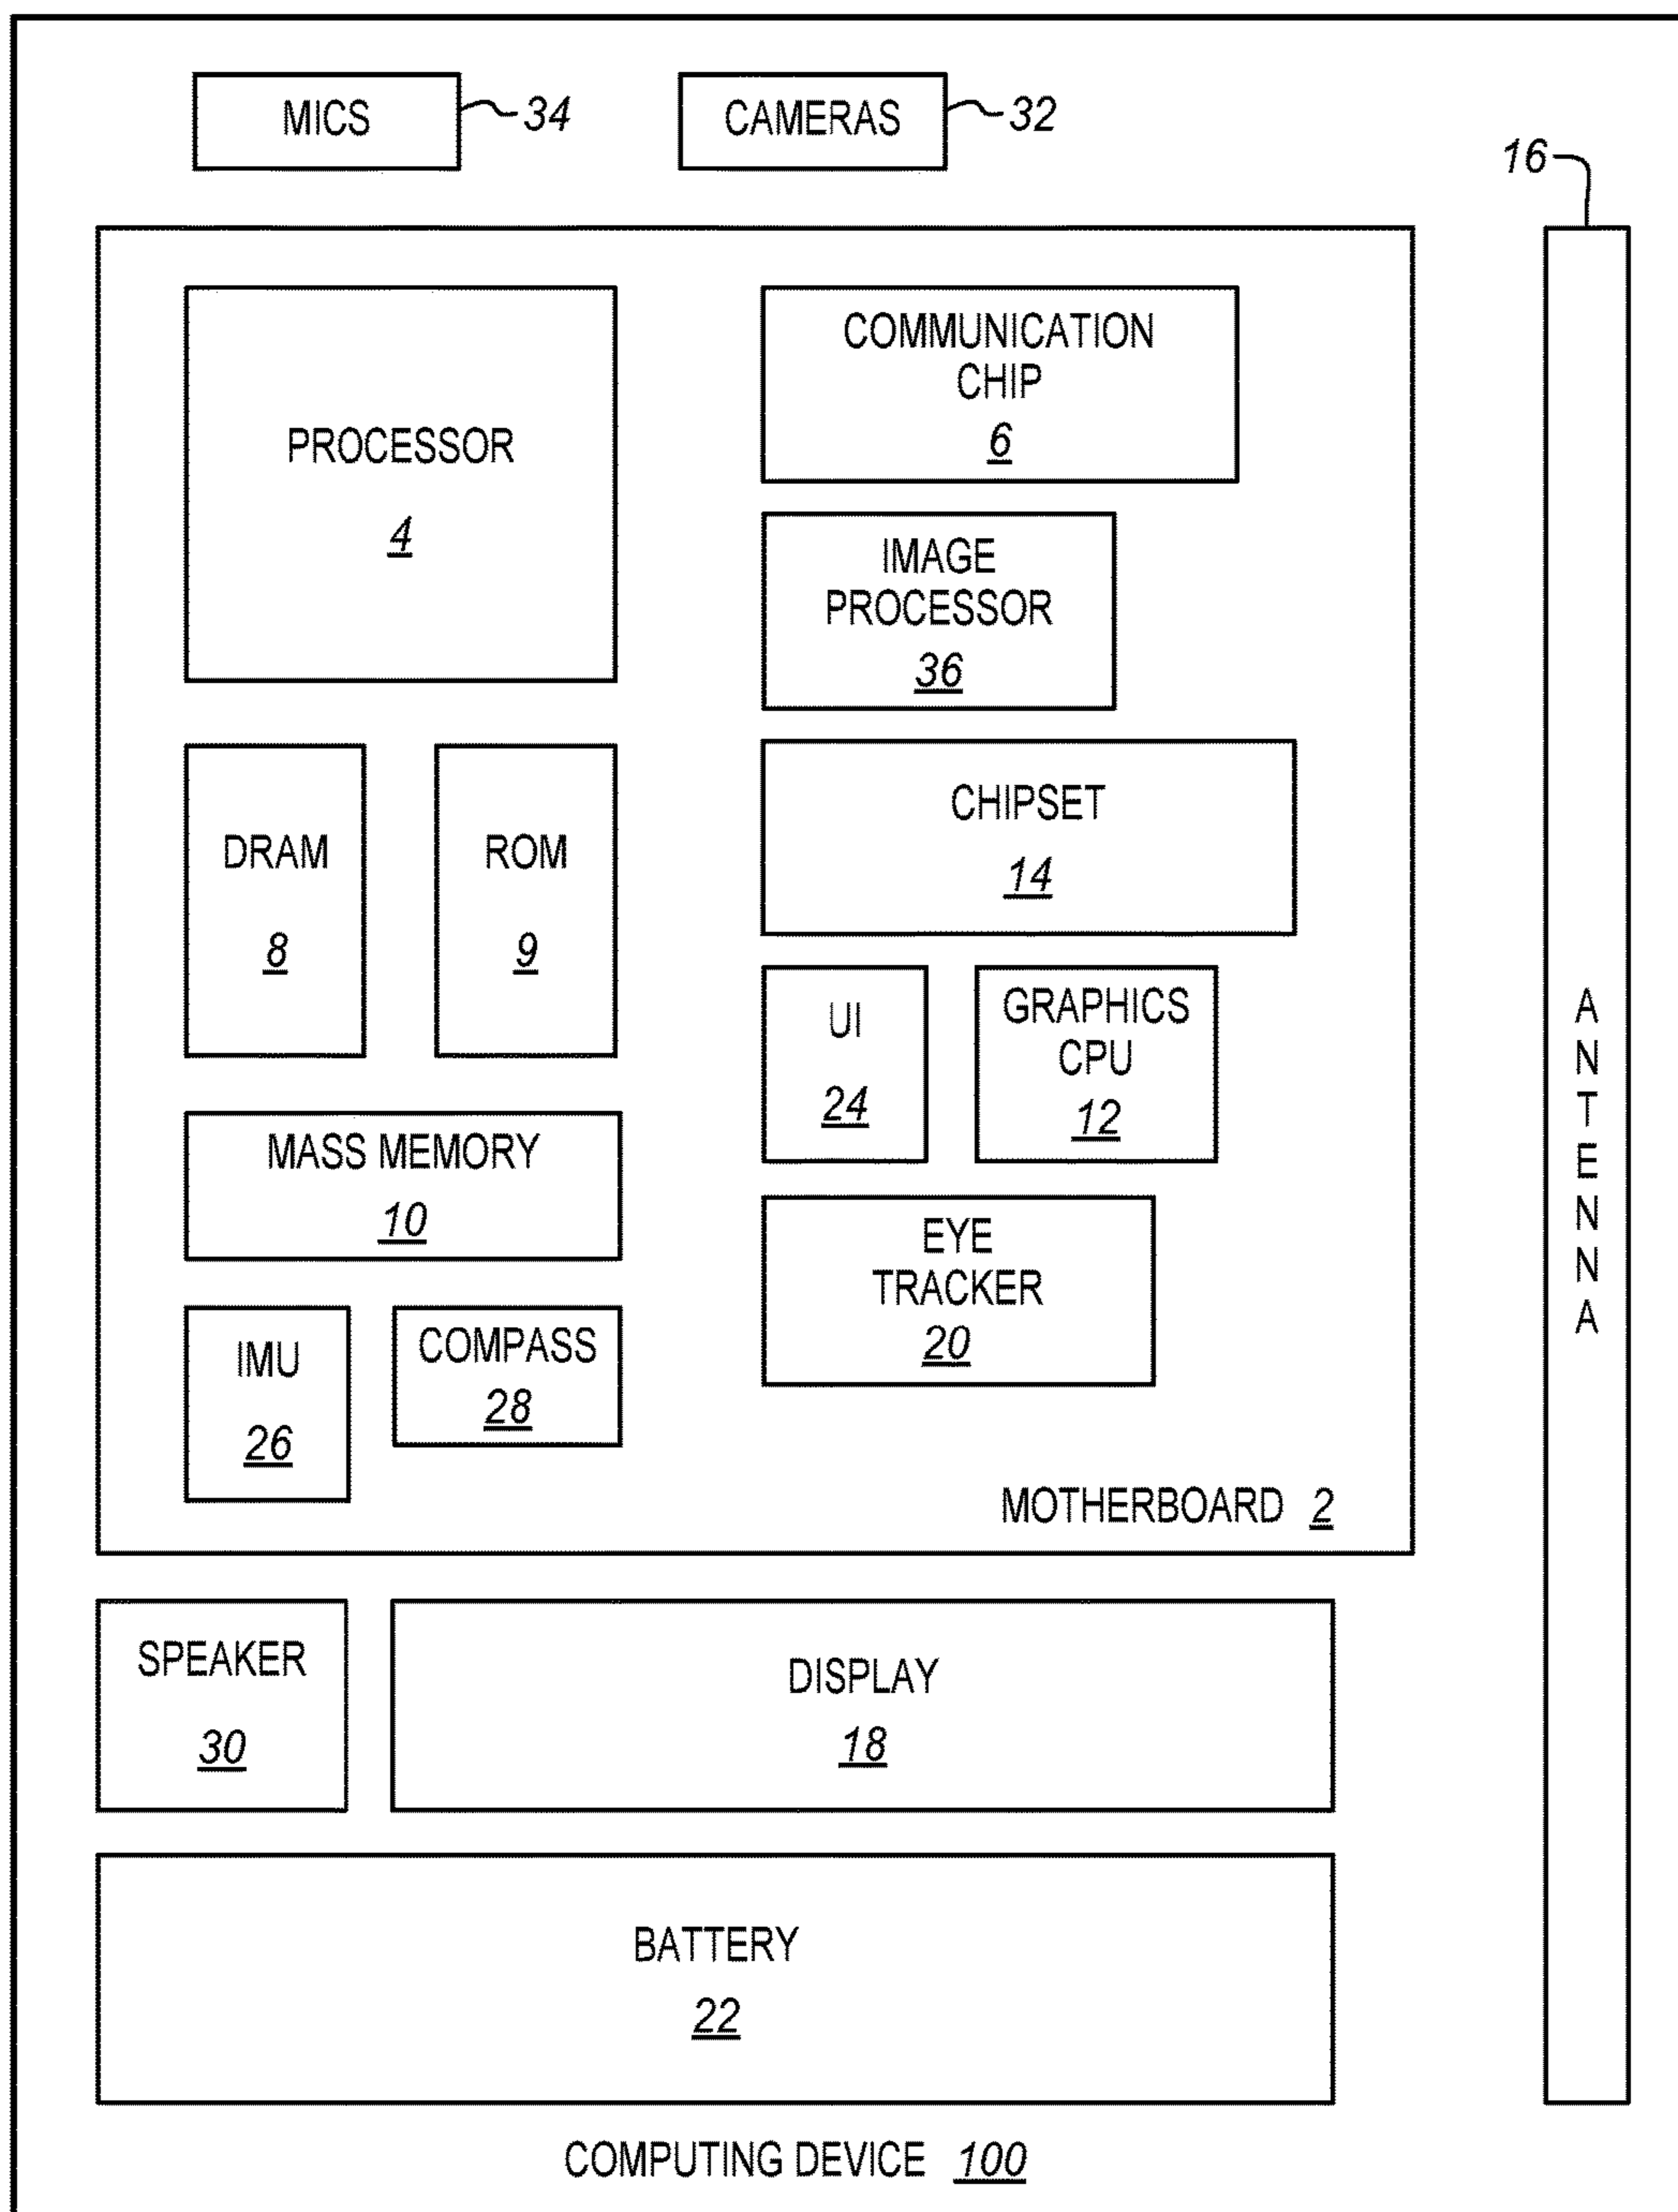 MICS
34
CAMERAS
32
16
PROCESSOR
4
COMMUNICATION
CHIP
6
IMAGE
PROCESSOR
36
DRAM
8
ROM
9
CHIPSET
14
UI
24
GRAPHICS
CPU
12
MASS MEMORY
10
EYE
TRACKER
20
IMU
26
COMPASS
28
MOTHERBOARD 2
ANTENNA
SPEAKER
30
DISPLAY
18
BATTERY
22
COMPUTING DEVICE 100